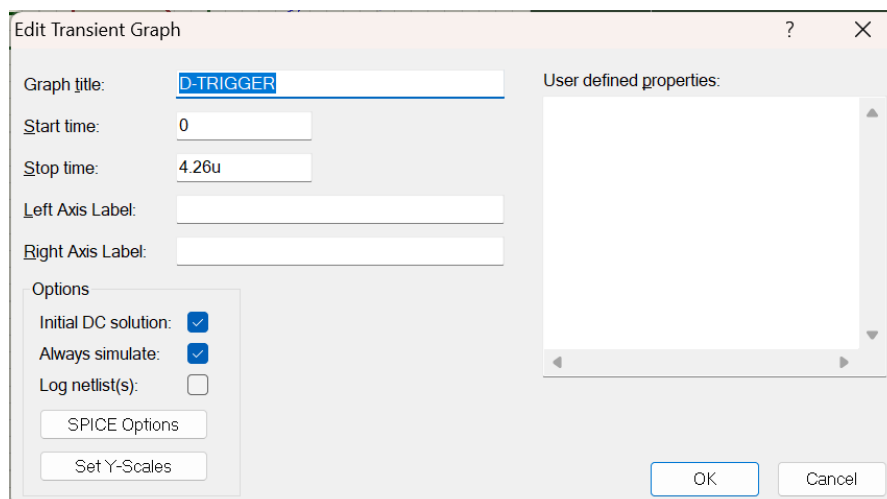 Edit Transient Graph
?
Graph title:
D-TRIGGER
User defined properties:
Start time:
0
Stop time:
4.26u
Left Axis Label:
Right Axis Label:
Options
Initial DC solution:
Always simulate:
Log netlist(s):
SPICE Options
Set Y-Scales
OK
Cancel